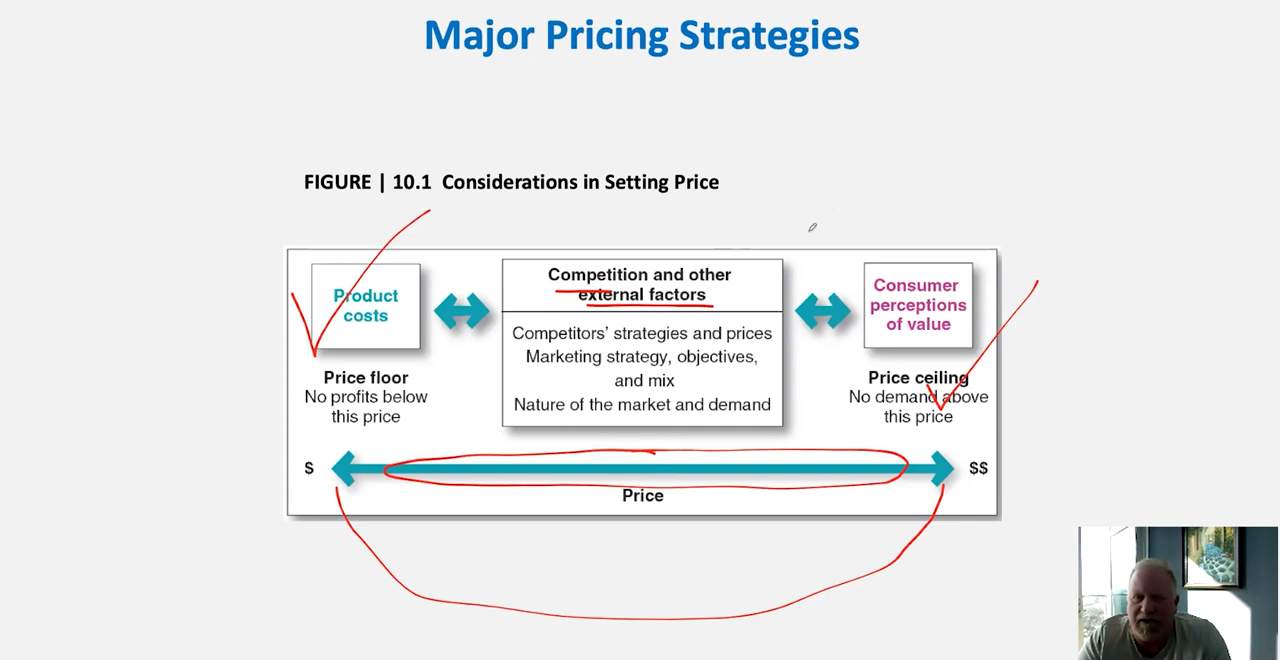 Major Pricing Strategies
FIGURE | 10.1 Considerations in Setting Price
Product
costs
Price floor
No profits below
this price
Competition and other
external factors
Competitors’ strategies and prices
Marketing strategy, objectives,
and mix
Nature of the market and demand
Consumer
perceptions
of value
Price ceiling
No demand above
this price
$
$$
Price